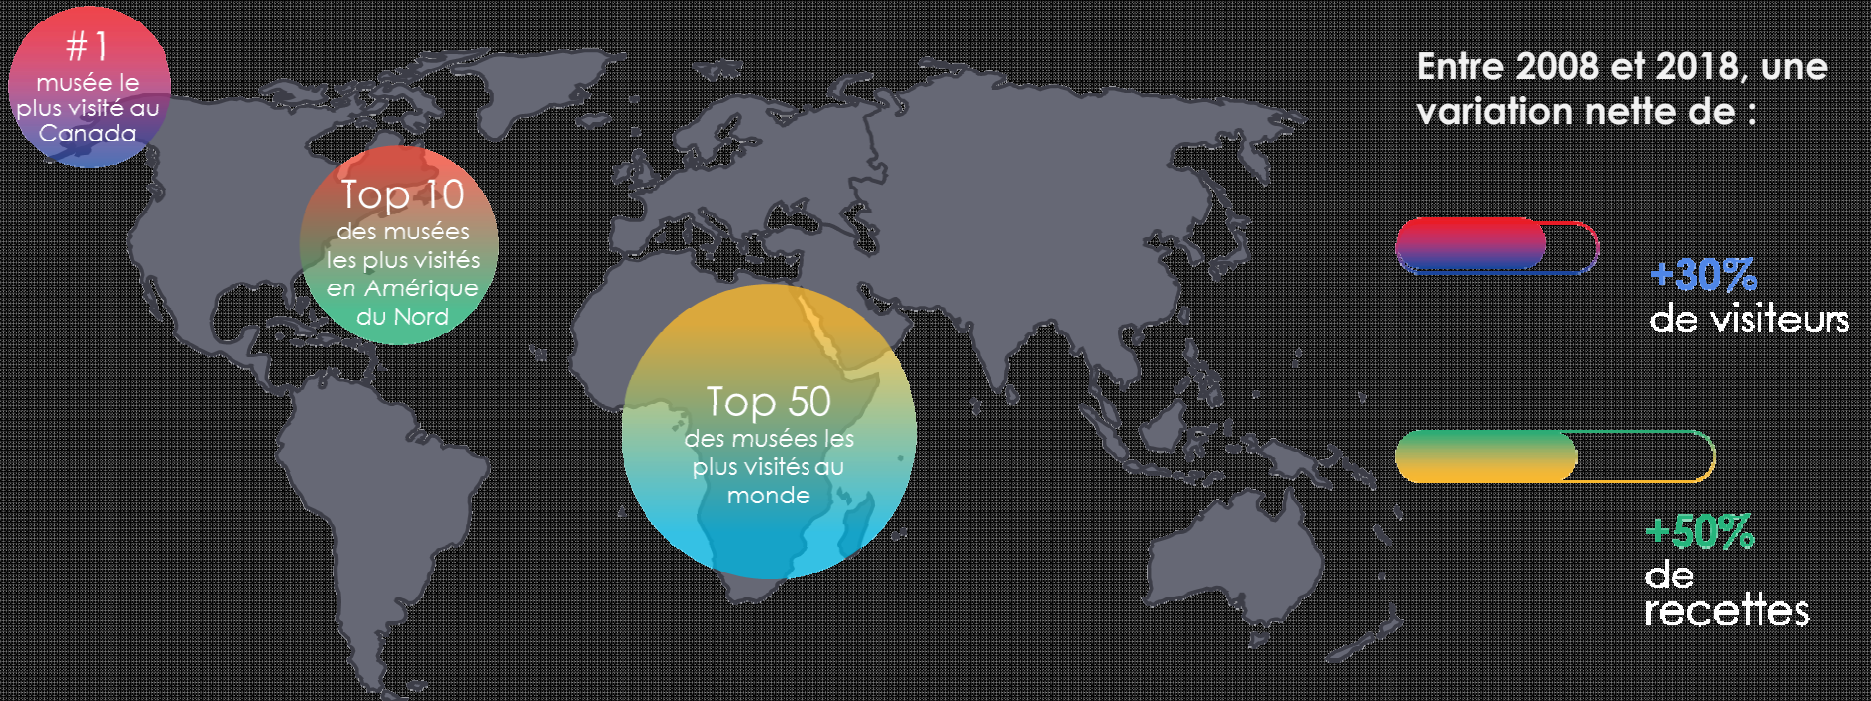 #1
musée le
plus visité au
Canada
Top 10
des musées
les plus visités
en Amérique
du Nord
Top 50
des musées les
plus visités au
monde
Entre 2008 et 2018, une
variation nette de :
+30%
de visiteurs
+50%
de
recettes